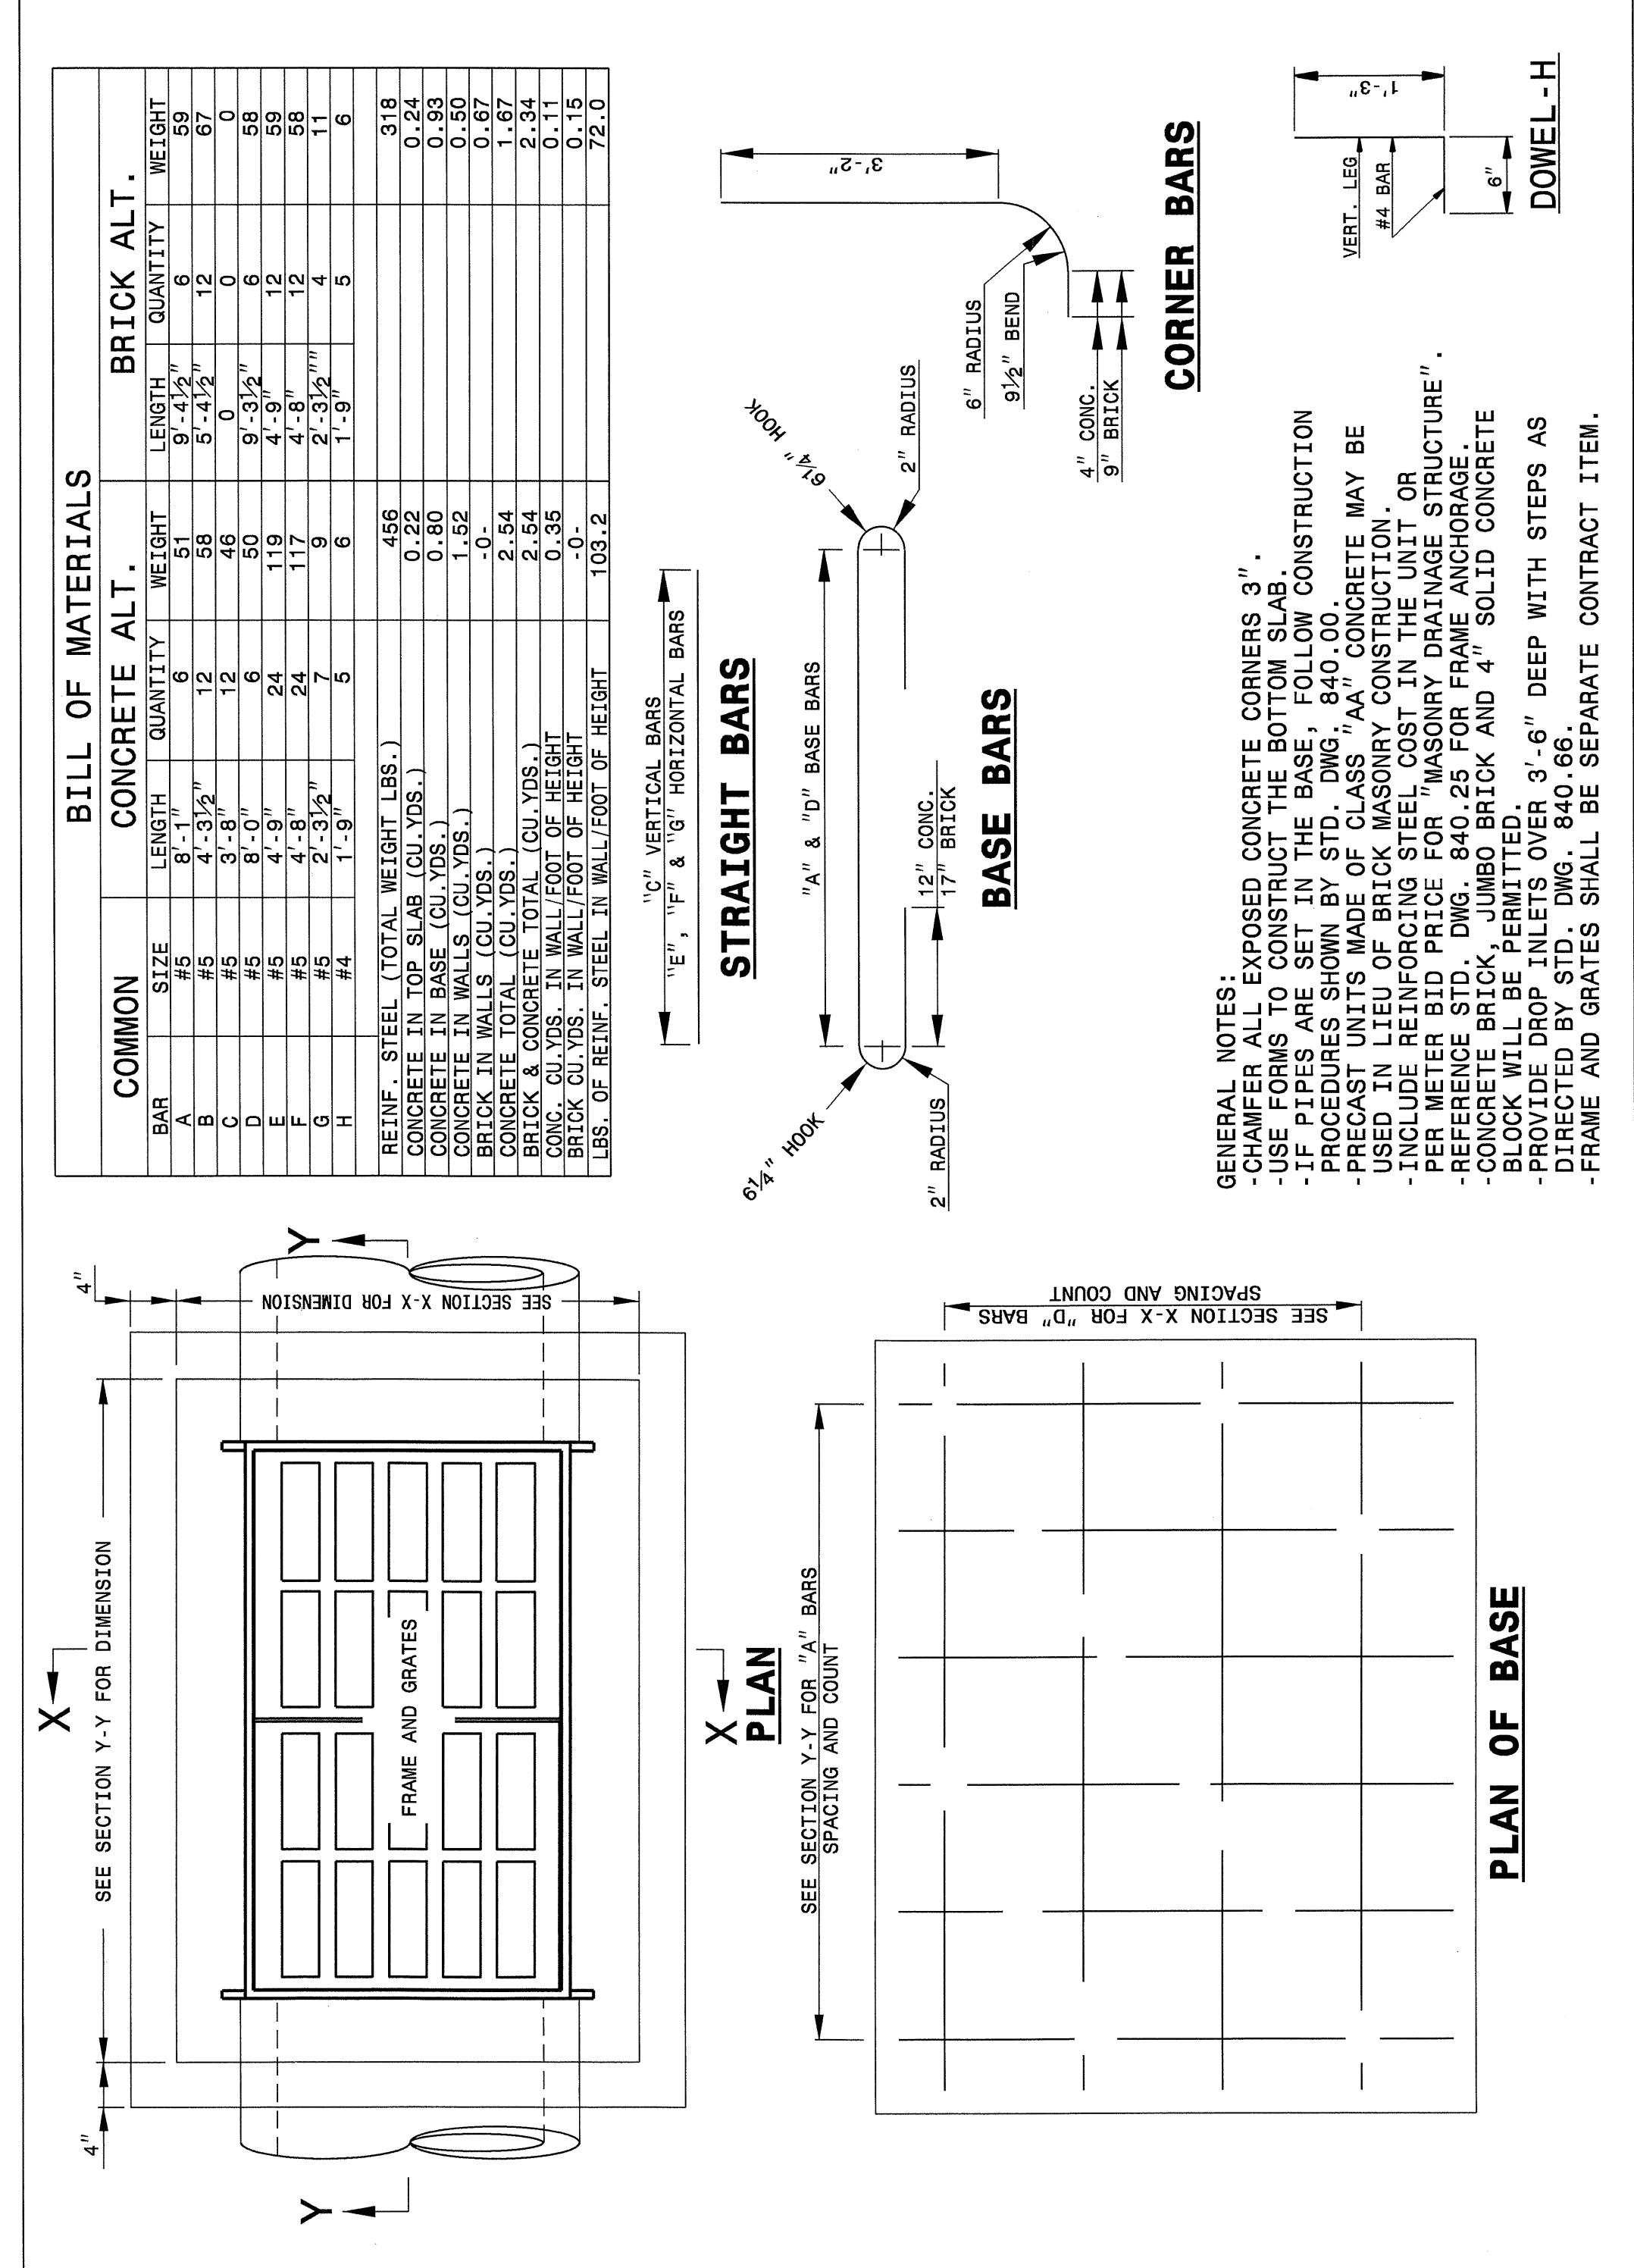 BILL OF MATERIALS
COMMON CONCRETE ALT. BRICK ALT.
BAR SIZE LENGTH QUANTITY WEIGHT LENGTH QUANTITY WEIGHT
A #5 8'-1" 6 51 9'-4½" 6 59
B #5 4'-3½" 12 58 5'-4½" 12 67
C #5 3'-8" 12 46 0 0 0
D #5 8'-0" 6 50 9'-3½" 6 58
E #5 4'-9" 24 119 4'-9" 12 59
F #5 4'-8" 24 117 4'-8" 12 58
G #5 2'-3½" 7 9 2'-3½"" 4 11
H #4 1'-9" 5 6 1'-9" 5 6
REINF. STEEL (TOTAL WEIGHT LBS.) 456 318
CONCRETE IN TOP SLAB (CU.YDS.) 0.22 0.24
CONCRETE IN BASE (CU.YDS.) 0.80 0.93
CONCRETE IN WALLS (CU.YDS.) 1.52 0.50
BRICK IN WALLS (CU.YDS.) -0- 0.67
CONCRETE TOTAL (CU.YDS.) 2.54 1.67
BRICK & CONCRETE TOTAL (CU.YDS.) 2.54 2.34
CONC. CU.YDS. IN WALL/FOOT OF HEIGHT 0.35 0.11
BRICK CU.YDS. IN WALL/FOOT OF HEIGHT -0- 0.15
LBS. OF REINF. STEEL IN WALL/FOOT OF HEIGHT 103.2 72.0
"C" VERTICAL BARS
"E", "F" & "G" HORIZONTAL BARS
STRAIGHT BARS
6¼" HOOK
2" RADIUS
"A" & "D" BASE BARS
12" CONC.
17" BRICK
6¼" HOOK
2" RADIUS
BASE BARS
3'-2"
6" RADIUS
9½" BEND
4" CONC.
9" BRICK
CORNER BARS
1'-3"
VERT. LEG
#4 BAR
6"
DOWEL-H
GENERAL NOTES:
-CHAMFER ALL EXPOSED CONCRETE CORNERS 3".
-USE FORMS TO CONSTRUCT THE BOTTOM SLAB.
-IF PIPES ARE SET IN THE BASE, FOLLOW CONSTRUCTION
PROCEDURES SHOWN BY STD. DWG. 840.00.
-PRECAST UNITS MADE OF CLASS "AA" CONCRETE MAY BE
USED IN LIEU OF BRICK MASONRY CONSTRUCTION.
-INCLUDE REINFORCING STEEL COST IN THE UNIT OR
PER METER BID PRICE FOR "MASONRY DRAINAGE STRUCTURE".
-REFERENCE STD. DWG. 840.25 FOR FRAME ANCHORAGE.
-CONCRETE BRICK, JUMBO BRICK AND 4" SOLID CONCRETE
BLOCK WILL BE PERMITTED.
-PROVIDE DROP INLETS OVER 3'-6" DEEP WITH STEPS AS
DIRECTED BY STD. DWG. 840.66.
-FRAME AND GRATES SHALL BE SEPARATE CONTRACT ITEM.
X
4"
SEE SECTION Y-Y FOR DIMENSION
4"
SEE SECTION X-X FOR DIMENSION
Y
Y
FRAME AND GRATES
X
PLAN
SEE SECTION Y-Y FOR "A" BARS
SPACING AND COUNT
SEE SECTION X-X FOR "D" BARS
SPACING AND COUNT
PLAN OF BASE